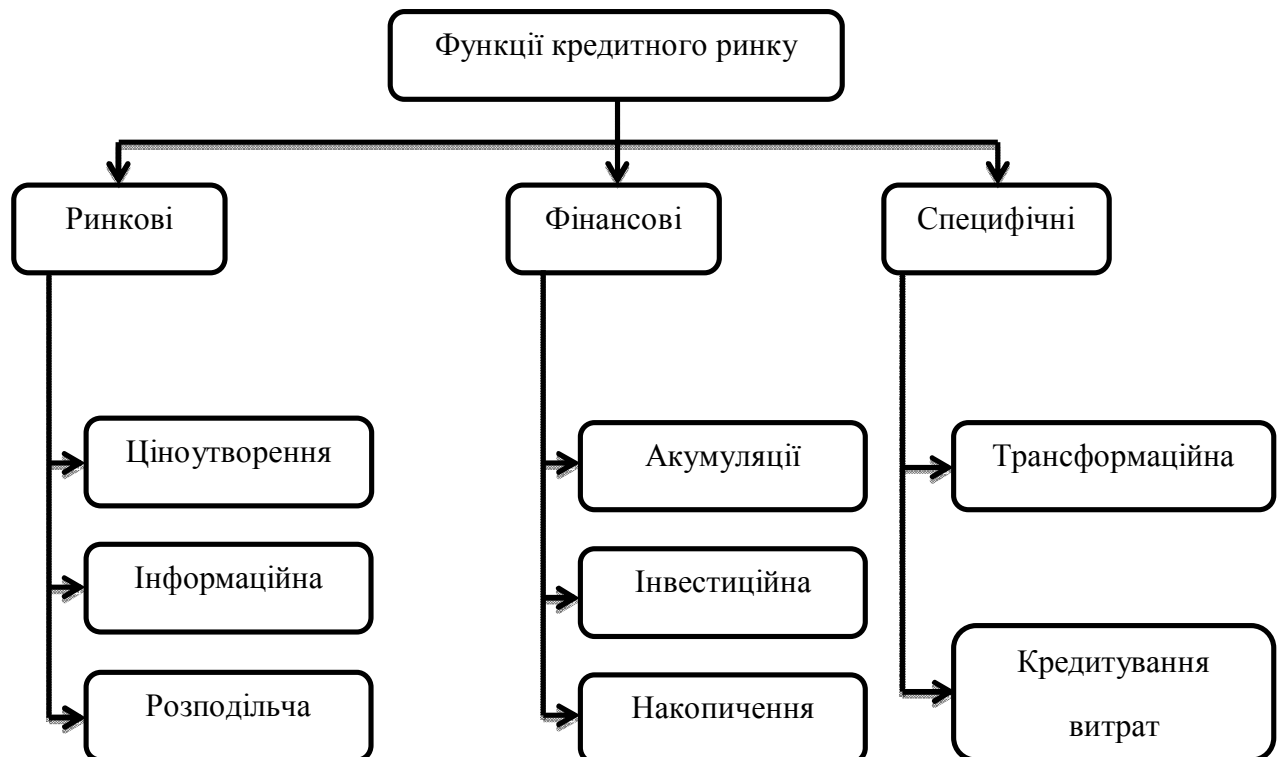 Функції кредитного ринку
Ринкові
Фінансові
Специфічні
Ціноутворення
Акумуляції
Трансформаційна
Інформаційна
Інвестиційна
Кредитування
витрат
Розподільча
Накопичення